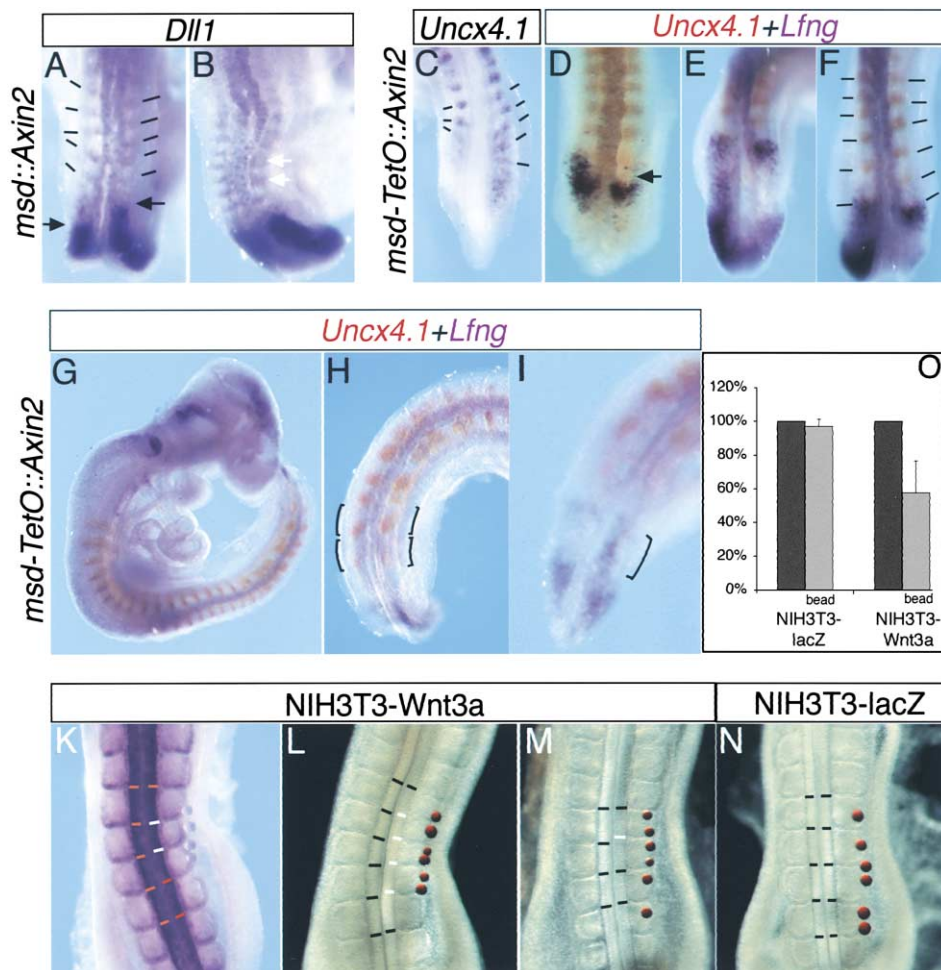 Dll1
Uncx4.1
Uncx4.1+Lfng
msd::Axin2
A
B
msd-TetO::Axin2
C
D
E
F
Uncx4.1+Lfng
msd-TetO::Axin2
G
H
I
O
120%
100%
80%
60%
40%
20%
0%
bead
bead
NIH3T3-
lacZ
NIH3T3-
Wnt3a
NIH3T3-Wnt3a
NIH3T3-lacZ
K
L
M
N